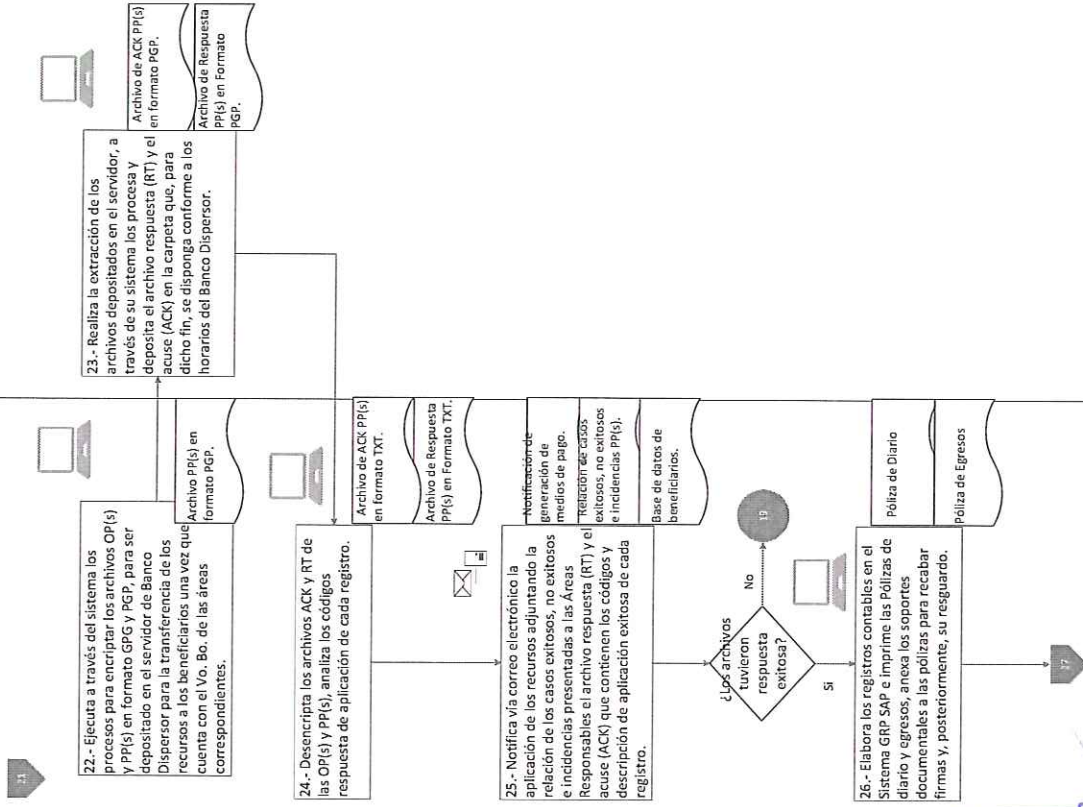 21
22.- Ejecuta a través del sistema los
procesos para encriptar los archivos OP(s)
y PP(s) en formato GPG y PGP, para ser
depositado en el servidor de Banco
Dispersor para la transferencia de los
recursos a los beneficiarios una vez que
cuenta con el Vo. Bo. de las áreas
correspondientes.
Archivo PP(s) en
formato PGP.
23.- Realiza la extracción de los
archivos depositados en el servidor, a
través de su sistema los procesa y
deposita el archivo respuesta (RT) y el
acuse (ACK) en la carpeta que, para
dicho fin, se disponga conforme a los
horarios del Banco Dispersor.
Archivo de ACK PP(s)
en formato PGP.
Archivo de Respuesta
PP(s) en Formato
PGP.
24.- Desencripta los archivos ACK y RT de
las OP(s) y PP(s), analiza los códigos
respuesta de aplicación de cada registro.
Archivo de ACK PP(s)
en formato TXT.
Archivo de Respuesta
PP(s) en Formato TXT.
25.- Notifica vía correo electrónico la
aplicación de los recursos adjuntando la
relación de los casos exitosos, no exitosos
e incidencias presentadas a las Áreas
Responsables el archivo respuesta (RT) y el
acuse (ACK) que contienen los códigos y
descripción de aplicación exitosa de cada
registro.
Notificación de
generación de
medios de pago.
Relación de casos
exitosos, no exitosos
e incidencias PP(s).
Base de datos de
beneficiarios.
¿Los archivos
tuvieron
respuesta
exitosa?
No
19
Si
26.- Elabora los registros contables en el
Sistema GRP SAP e imprime las Pólizas de
diario y egresos, anexa los soportes
documentales a las pólizas para recabar
firmas y, posteriormente, su resguardo.
Póliza de Diario
Póliza de Egresos
27